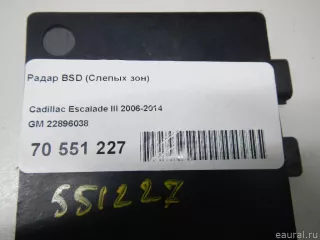 Радар BSD (Слепых зон)
Cadillac Escalade III 2006-2014
GM 22896038
70 551 227
551227
eaural.ru